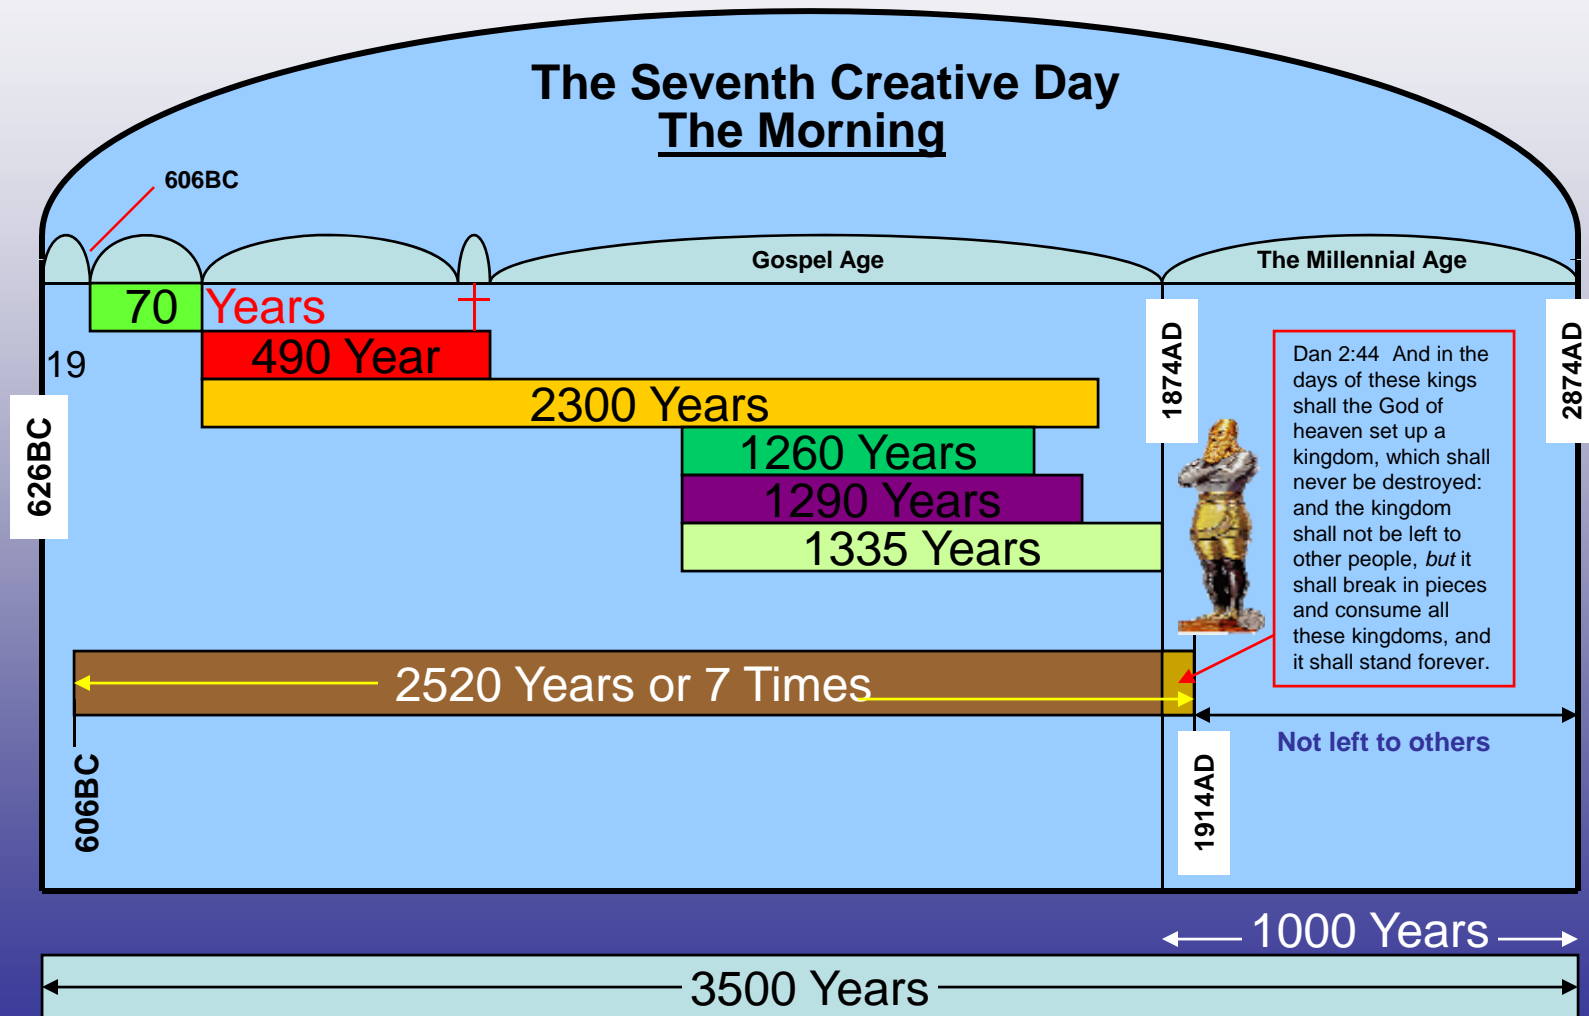 The Seventh Creative Day
The Morning
606BC
Gospel Age
The Millennial Age
70 Years
19
490 Year
2300 Years
1260 Years
1290 Years
1335 Years
626BC
1874AD
2874AD
Dan 2:44 And in the
days of these kings
shall the God of
heaven set up a
kingdom, which shall
never be destroyed:
and the kingdom
shall not be left to
other people, but it
shall break in pieces
and consume all
these kingdoms, and
it shall stand forever.
2520 Years or 7 Times
Not left to others
606BC
1914AD
1000 Years
3500 Years